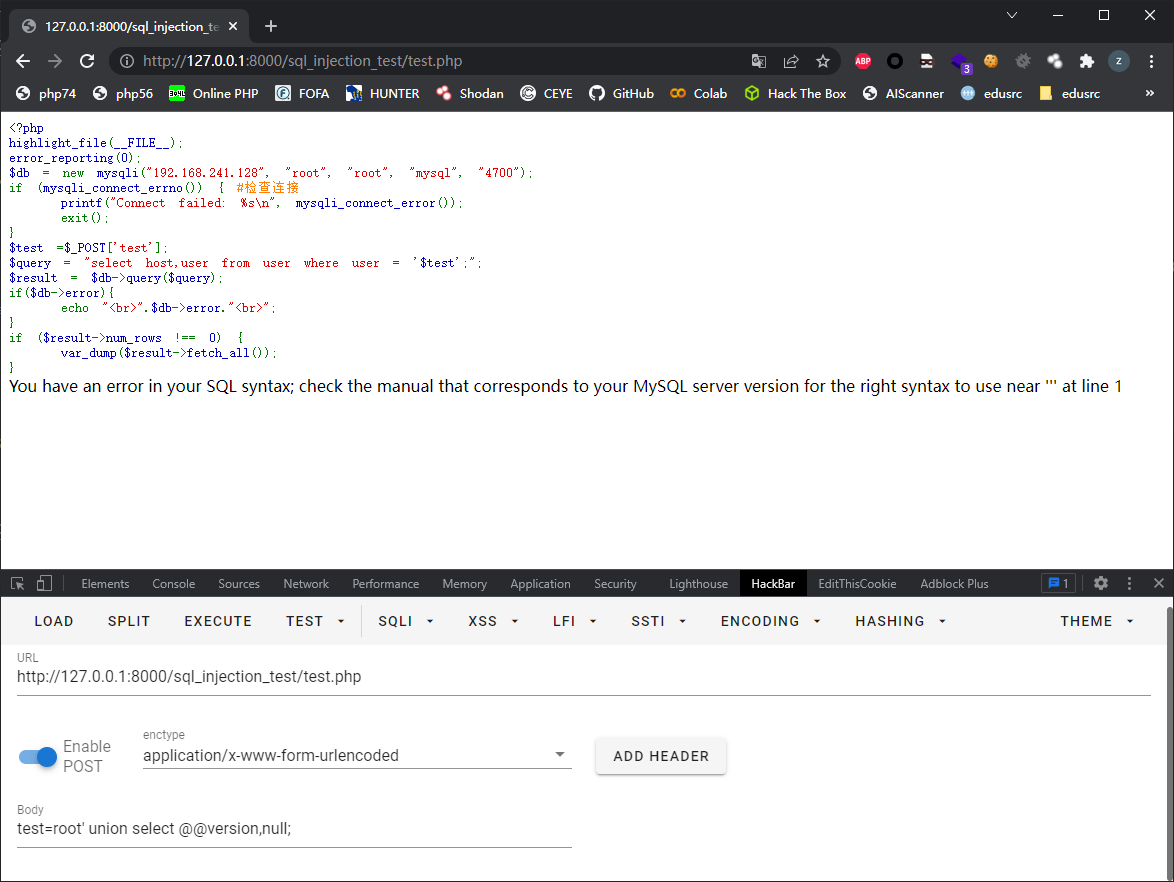 127.0.0.1:8000/sql_injection_te
http://127.0.0.1:8000/sql_injection_test/test.php
ABP 3 Z
php74 php56 Online PHP FOFA HUNTER Shodan CEYE GitHub Colab Hack The Box AIScanner edusrc edusrc »
<?php
highlight_file(__FILE__);
error_reporting(0);
$db = new mysqli("192.168.241.128", "root", "root", "mysql", "4700");
if (mysqli_connect_errno()) { #检查连接
printf("Connect failed: %s\n", mysqli_connect_error());
exit();
}
$test =$_POST['test'];
$query = "select host,user from user where user = '$test';";
$result = $db->query($query);
if($db->error){
echo "<br>".$db->error."<br>";
}
if ($result->num_rows !== 0) {
var_dump($result->fetch_all());
}
You have an error in your SQL syntax; check the manual that corresponds to your MySQL server version for the right syntax to use near ''' at line 1
Elements Console Sources Network Performance Memory Application Security Lighthouse HackBar EditThisCookie Adblock Plus 1
LOAD SPLIT EXECUTE TEST SQLI XSS LFI SSTI ENCODING HASHING THEME
URL
http://127.0.0.1:8000/sql_injection_test/test.php
Enable POST
enctype
application/x-www-form-urlencoded
ADD HEADER
Body
test=root' union select @@version,null;